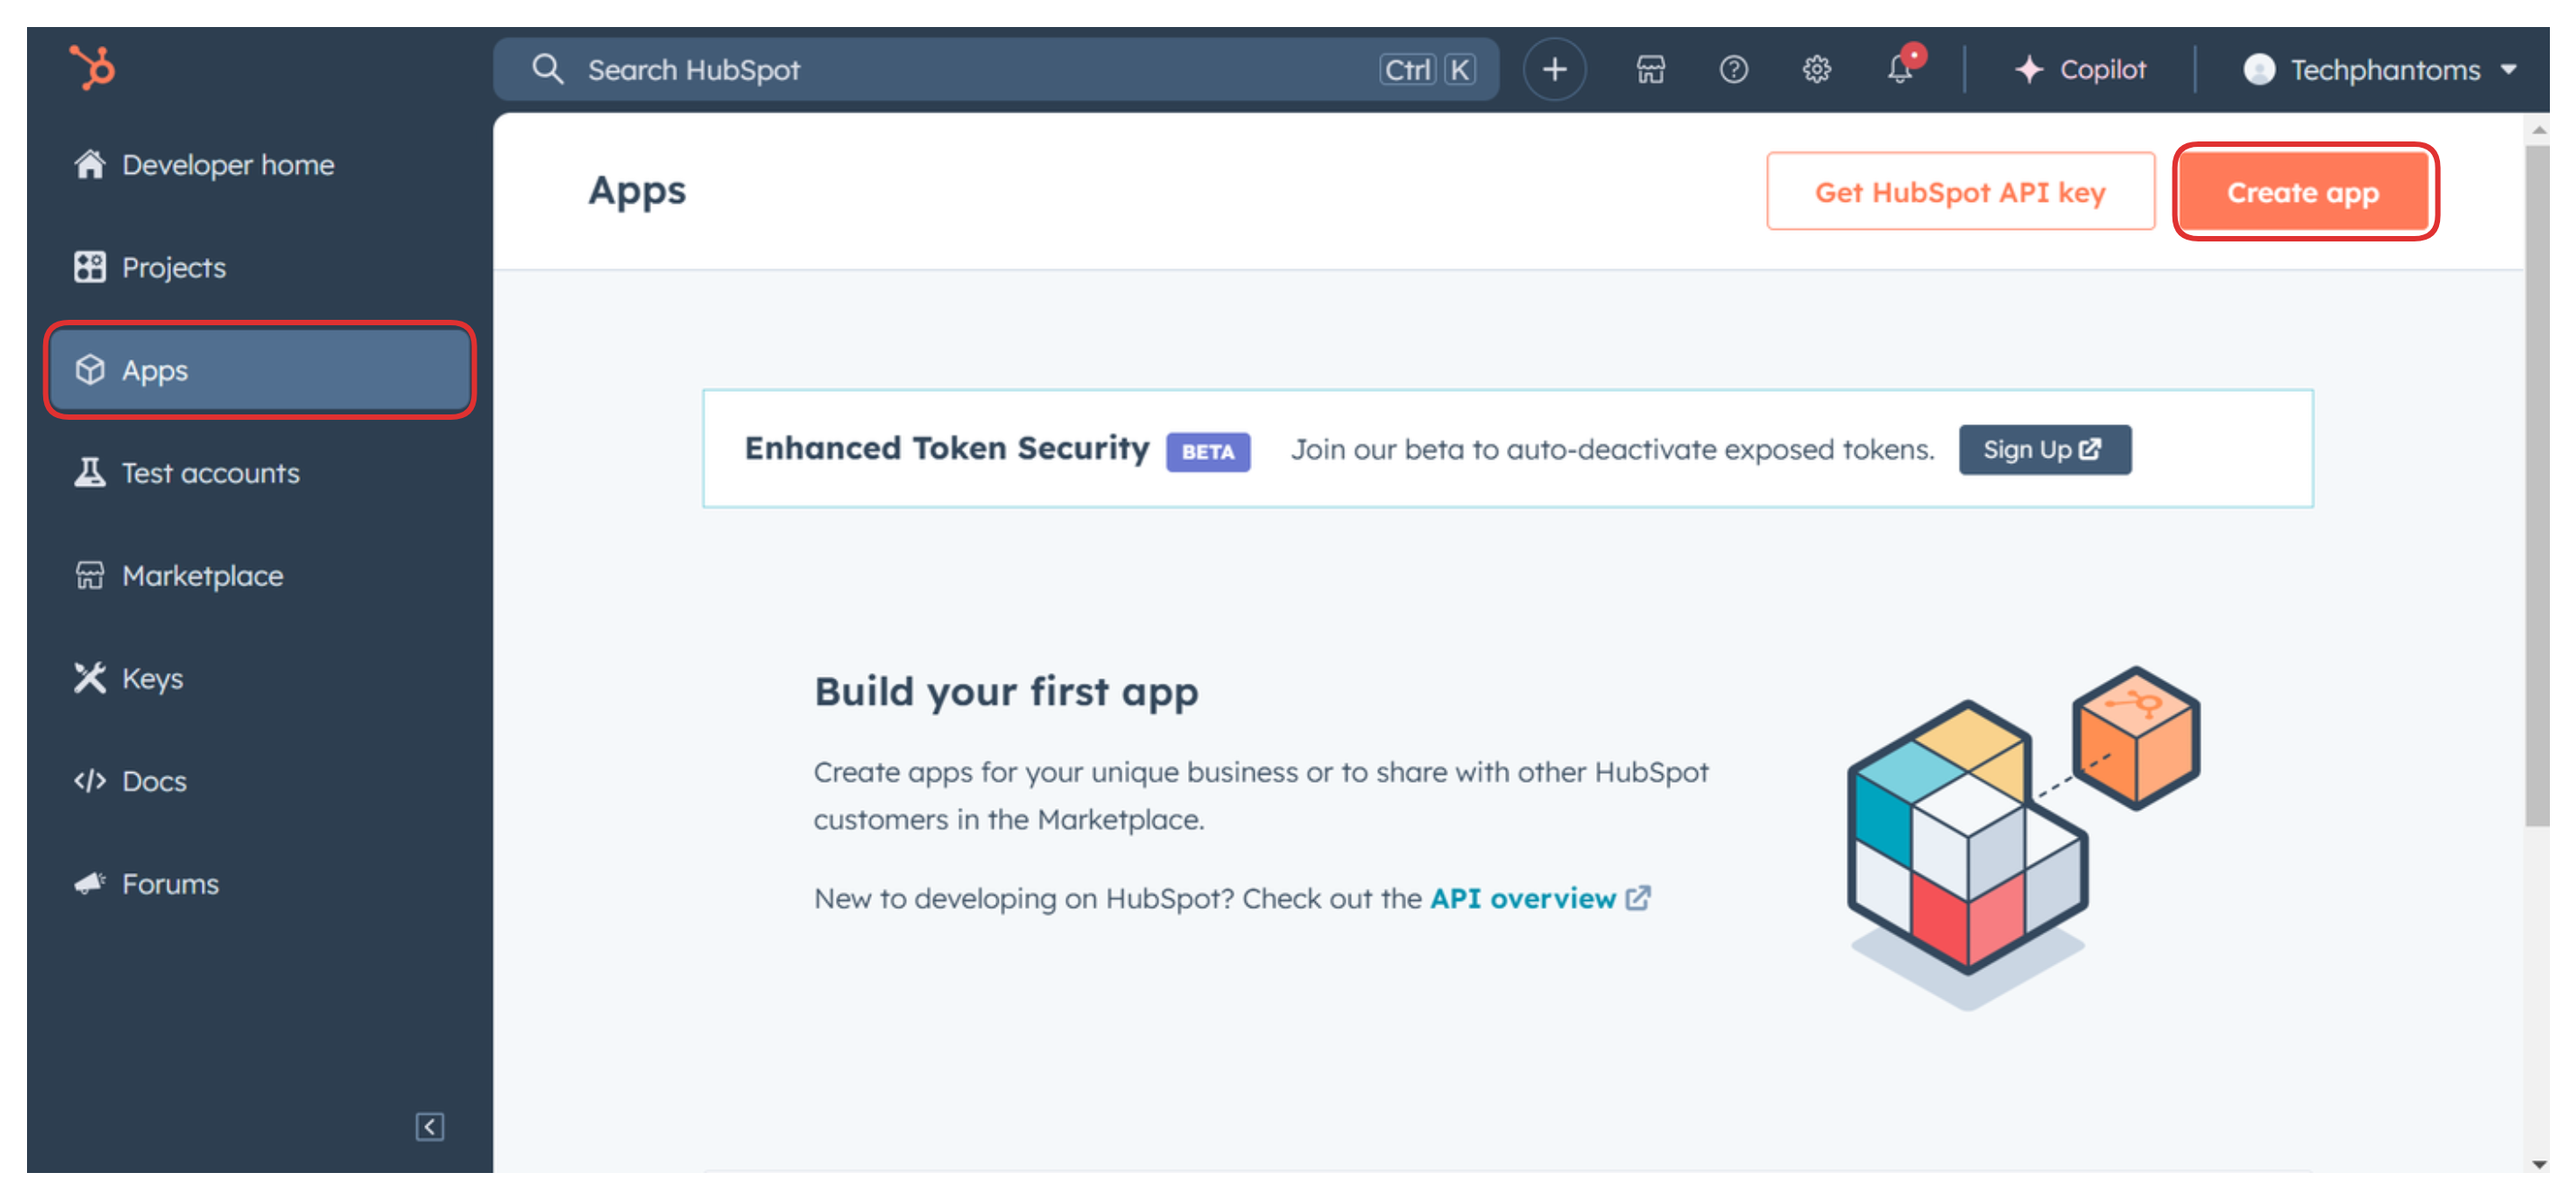 Search HubSpot Ctrl K Copilot Techphantoms
Developer home
Projects
Apps
Test accounts
Marketplace
Keys
Docs
Forums
Apps Get HubSpot API key Create app
Enhanced Token Security BETA Join our beta to auto-deactivate exposed tokens. Sign Up
Build your first app
Create apps for your unique business or to share with other HubSpot
customers in the Marketplace.
New to developing on HubSpot? Check out the API overview